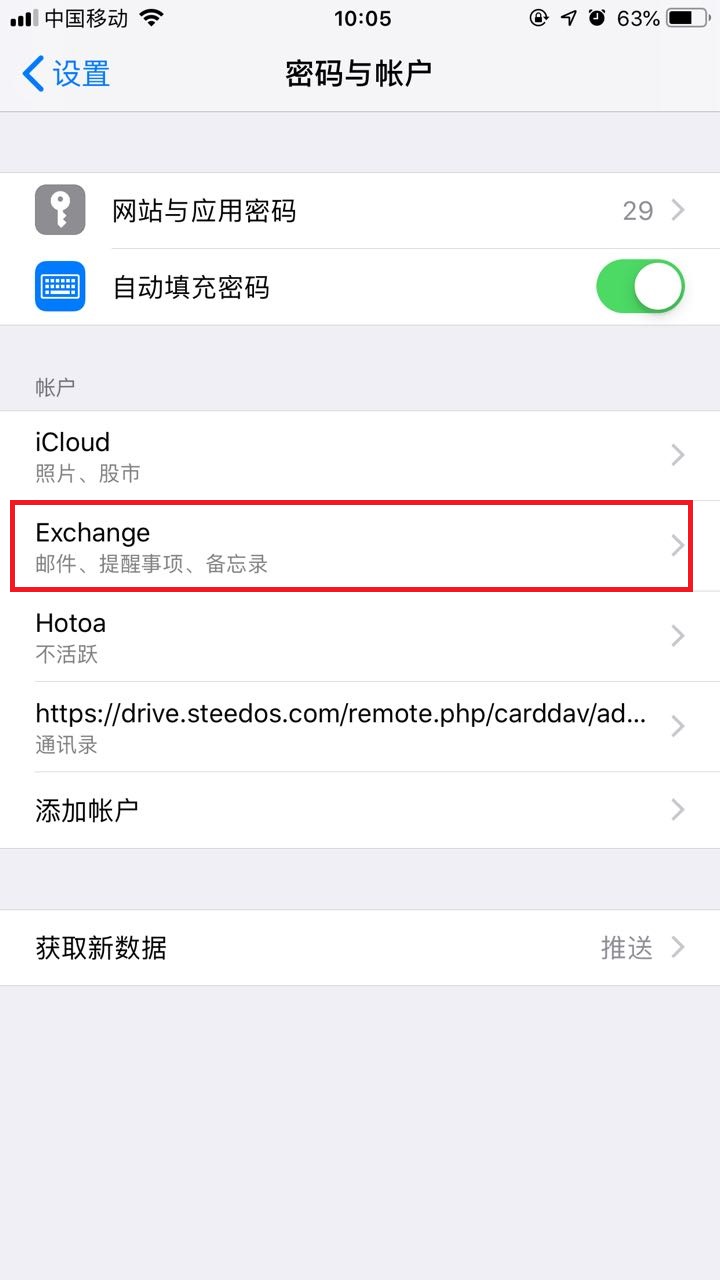 中国移动 10:05 63%
设置 密码与帐户
网站与应用密码 29
自动填充密码
帐户
iCloud
照片、股市
Exchange
邮件、提醒事项、备忘录
Hotoa
不活跃
https://drive.steedos.com/remote.php/carddav/ad...
通讯录
添加帐户
获取新数据 推送